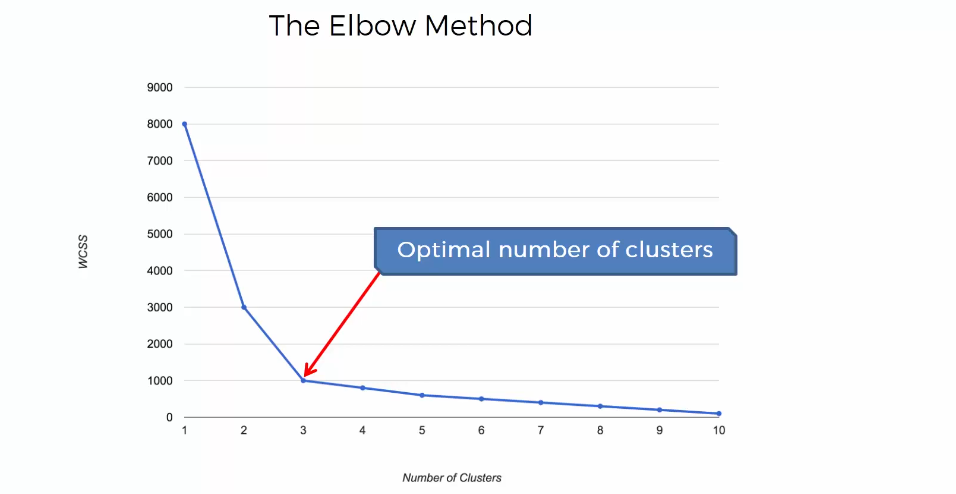 The Elbow Method
9000
8000
7000
6000
5000
4000
3000
2000
1000
0
WCSS
Optimal number of clusters
1 2 3 4 5 6 7 8 9 10
Number of Clusters